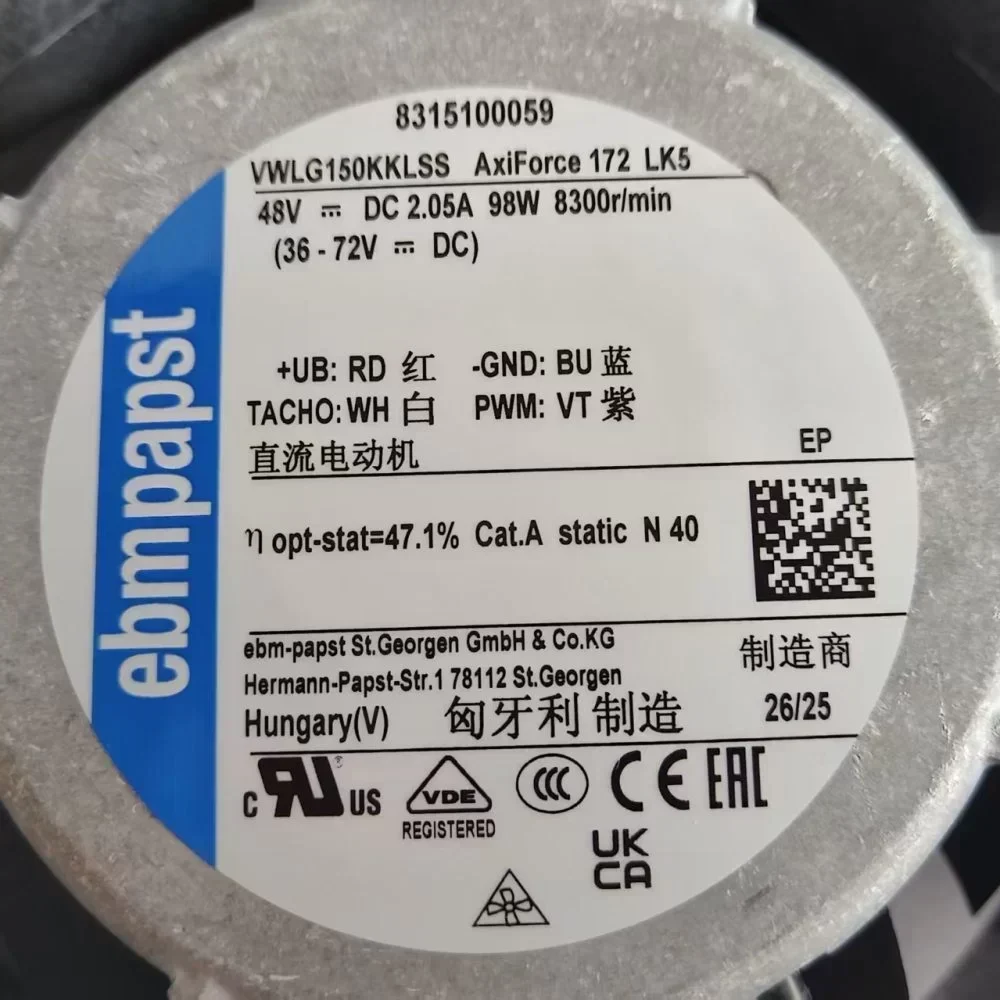 8315100059
VWLG150KKLSS AxiForce 172 LK5
48V ⎓ DC 2.05A 98W 8300r/min
(36 - 72V ⎓ DC)
+UB: RD 红 -GND: BU 蓝
TACHO: WH 白 PWM: VT 紫
直流电动机
EP
η opt-stat=47.1% Cat.A static N 40
ebm-papst St.Georgen GmbH & Co.KG
Hermann-Papst-Str.1 78112 St.Georgen
制造商
Hungary(V) 匈牙利 制造
26/25
c RU ® US
VDE
REGISTERED
CCC
CE
EAC
UK
CA
ebmpapst